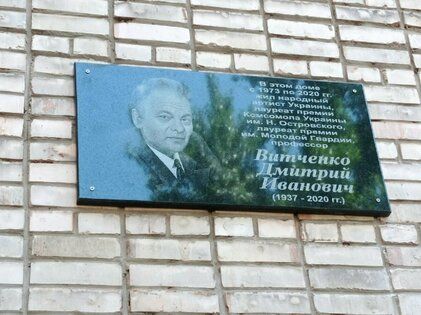 В этом доме
с 1973 по 2020 гг.
жил народный
артист Украины,
лауреат премии
Комсомола Украины
им. Н. Островского,
лауреат премии
им. Молодой Гвардии,
профессор
Витченко
Дмитрий
Иванович
(1937 - 2020 гг.)